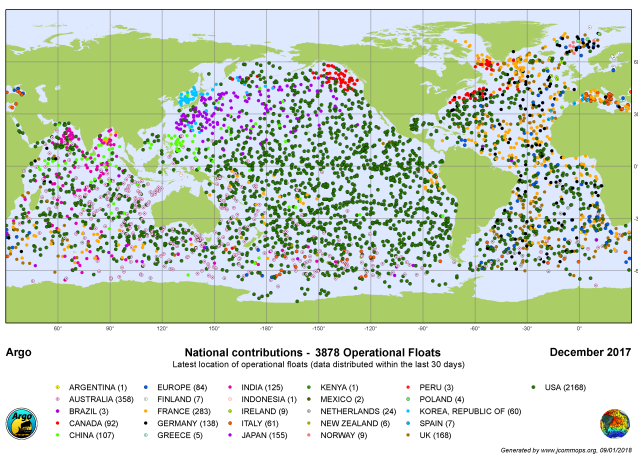 60°
30°
0°
-3
-6
60° 90° 120° 150° 180° -150° -120° -90° -60° -30° 0°
Argo
National contributions - 3878 Operational Floats
December 2017
Latest location of operational floats (data distributed within the last 30 days)
ARGENTINA (1) EUROPE (84) INDIA (125) KENYA (1) PERU (3) USA (2168)
AUSTRALIA (358) FINLAND (7) INDONESIA (1) MEXICO (2) POLAND (4)
BRAZIL (3) FRANCE (283) IRELAND (9) NETHERLANDS (24) KOREA, REPUBLIC OF (60)
CANADA (92) GERMANY (138) ITALY (61) NEW ZEALAND (6) SPAIN (7)
CHINA (107) GREECE (5) JAPAN (155) NORWAY (9) UK (168)
Argo
Generated by www.jcommops.org, 09/01/2018